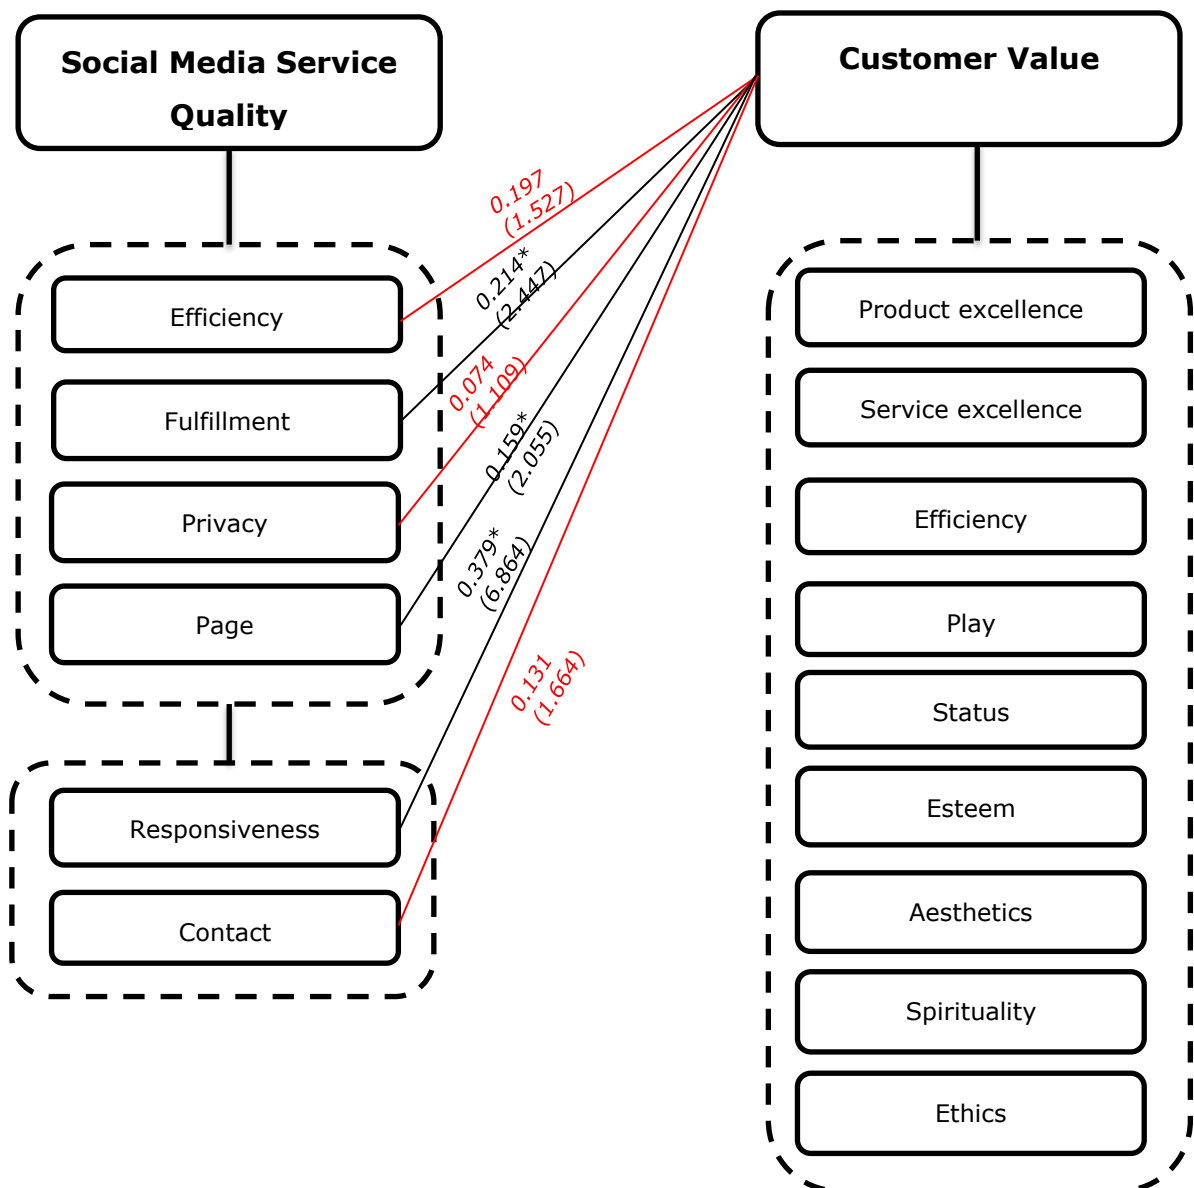 Social Media Service
Quality
Customer Value
0.197
(1.527)
0.214*
(2.447)
0.074
(1.109)
0.159*
(2.055)
0.379*
(6.864)
0.131
(1.664)
Efficiency
Fulfillment
Privacy
Page
Responsiveness
Contact
Product excellence
Service excellence
Efficiency
Play
Status
Esteem
Aesthetics
Spirituality
Ethics